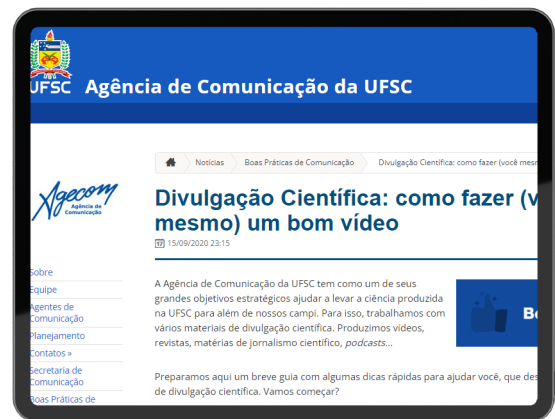 UFSC
Agência de Comunicação da UFSC
Notícias
Boas Práticas de Comunicação
Divulgação Científica: como fazer (você mesm
Agecom
Agência de
Comunicação
Divulgação Científica: como fazer (v
mesmo) um bom vídeo
15/09/2020 23:15
Sobre
Equipe
Agentes de
Comunicação
Planejamento
Contatos »
Secretaria de
Comunicação
Boas Práticas de
A Agência de Comunicação da UFSC tem como um de seus
grandes objetivos estratégicos ajudar a levar a ciência produzida
na UFSC para além de nossos campi. Para isso, trabalhamos com
vários materiais de divulgação científica. Produzimos vídeos,
revistas, matérias de jornalismo científico, podcasts...
Preparamos aqui um breve guia com algumas dicas rápidas para ajudar você, que des
de divulgação científica. Vamos começar?